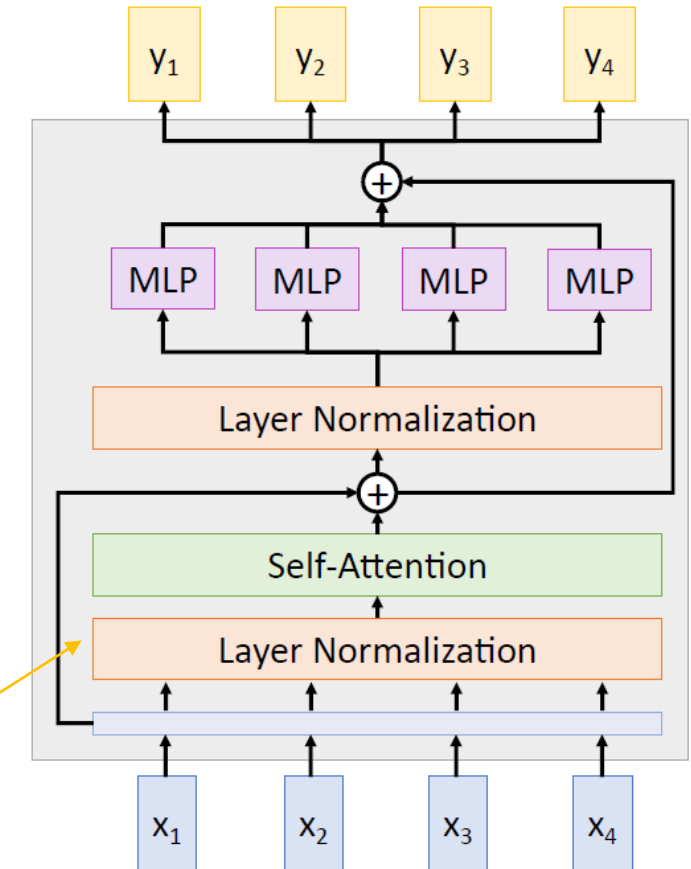 y₁ y₂ y₃ y₄
+
MLP MLP MLP MLP
Layer Normalization
+
Self-Attention
Layer Normalization
x₁ x₂ x₃ x₄